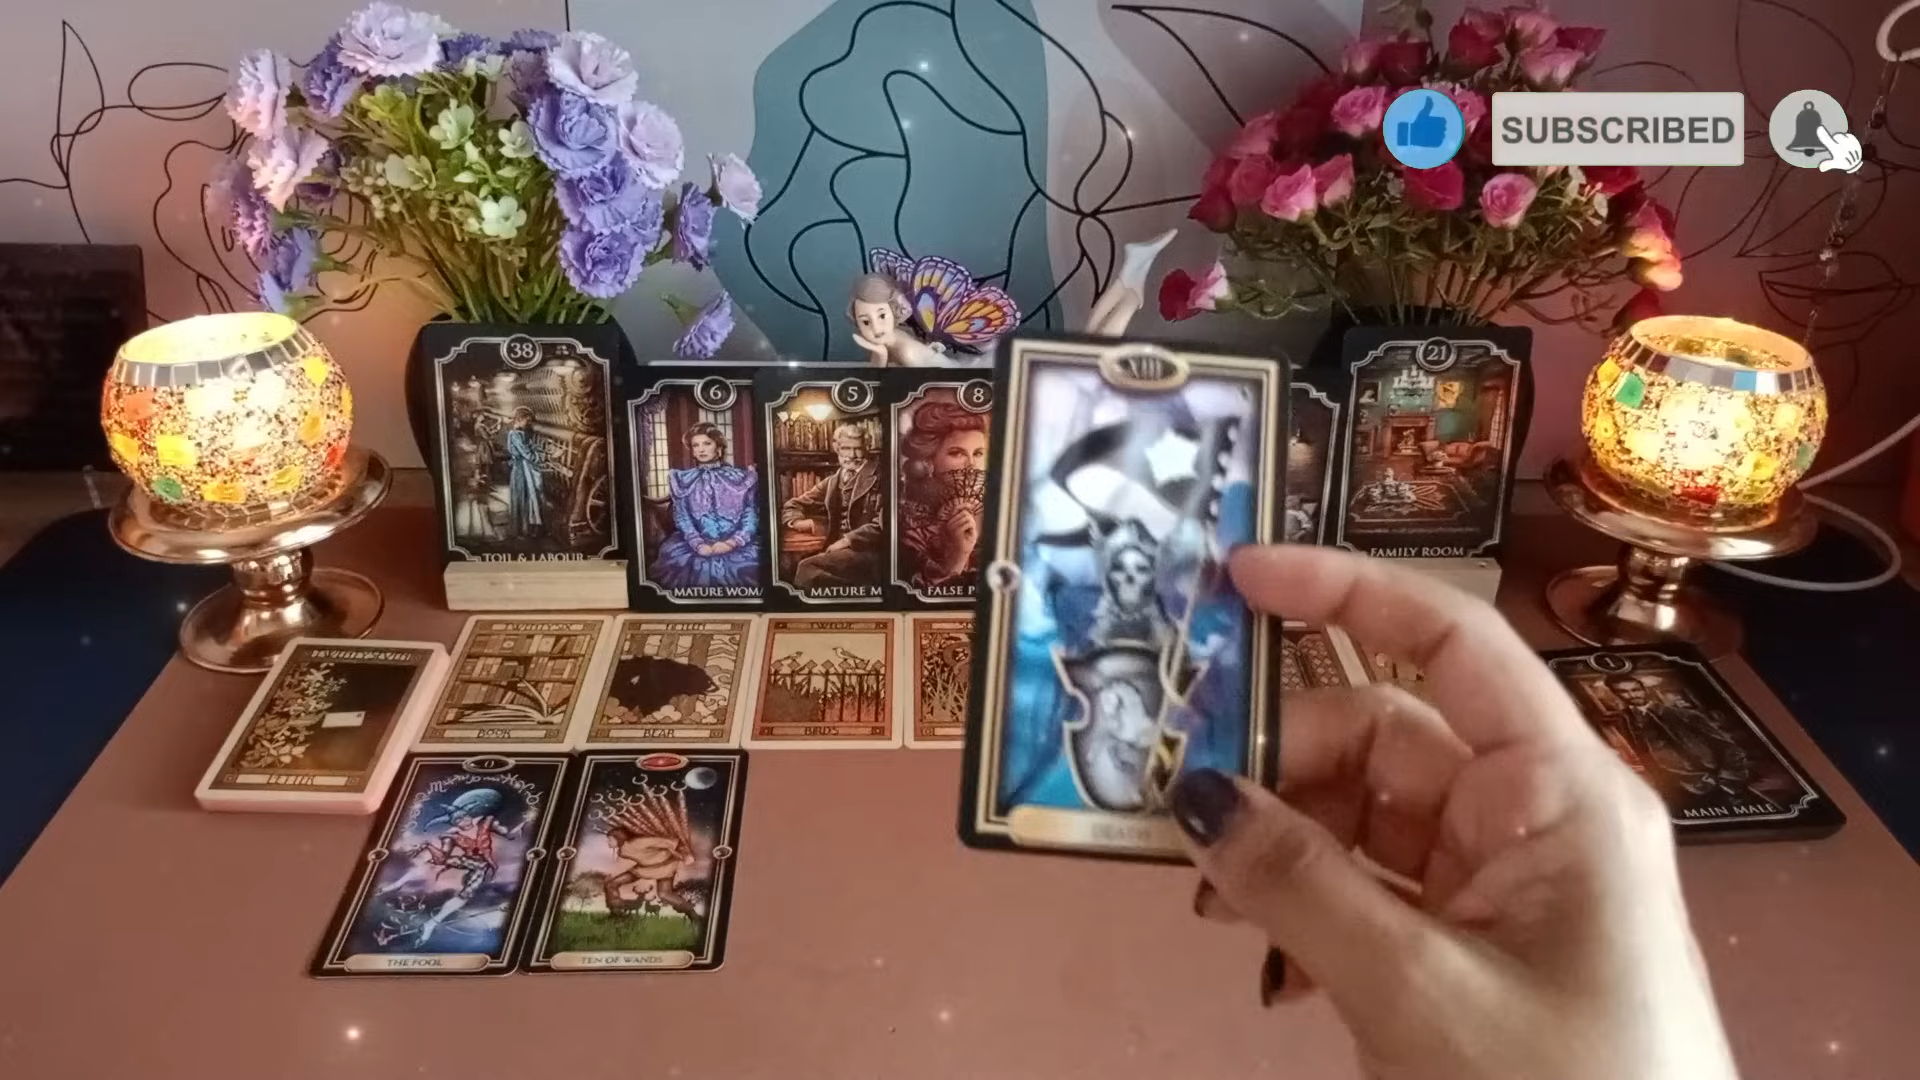 SUBSCRIBED
38
6
5
8
21
XIII
TOIL & LABOUR
MATURE WOMA
MATURE M
FALSE P
FAMILY ROOM
BOOK
BEAR
TWELVE
BIRDS
LETTER
0
THE FOOL
TEN OF WANDS
DEATH
1
MAIN MALE